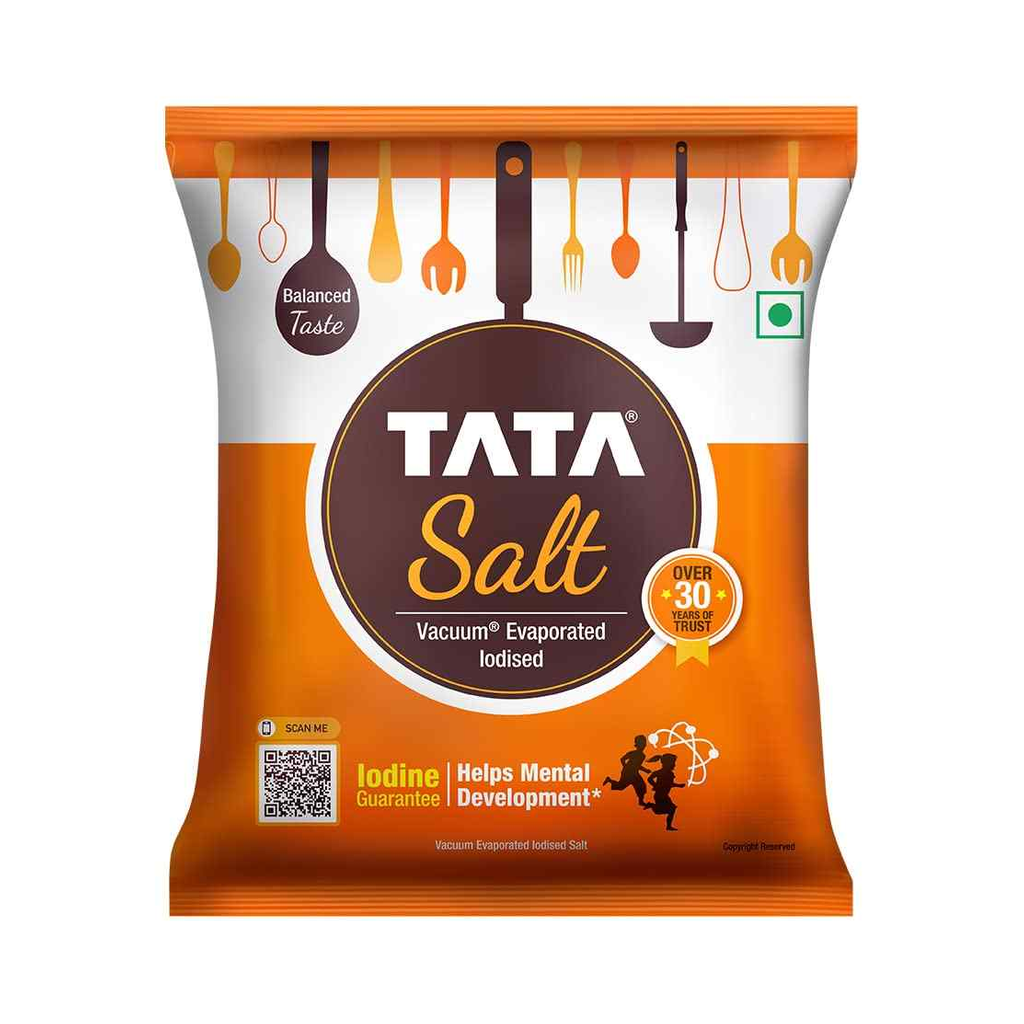 Balanced
Taste
TATA®
Salt
Vacuum® Evaporated
Iodised
OVER
30
YEARS OF
TRUST
SCAN ME
Iodine
Guarantee
Helps Mental
Development*
Vacuum Evaporated Iodised Salt
Copyright Reserved